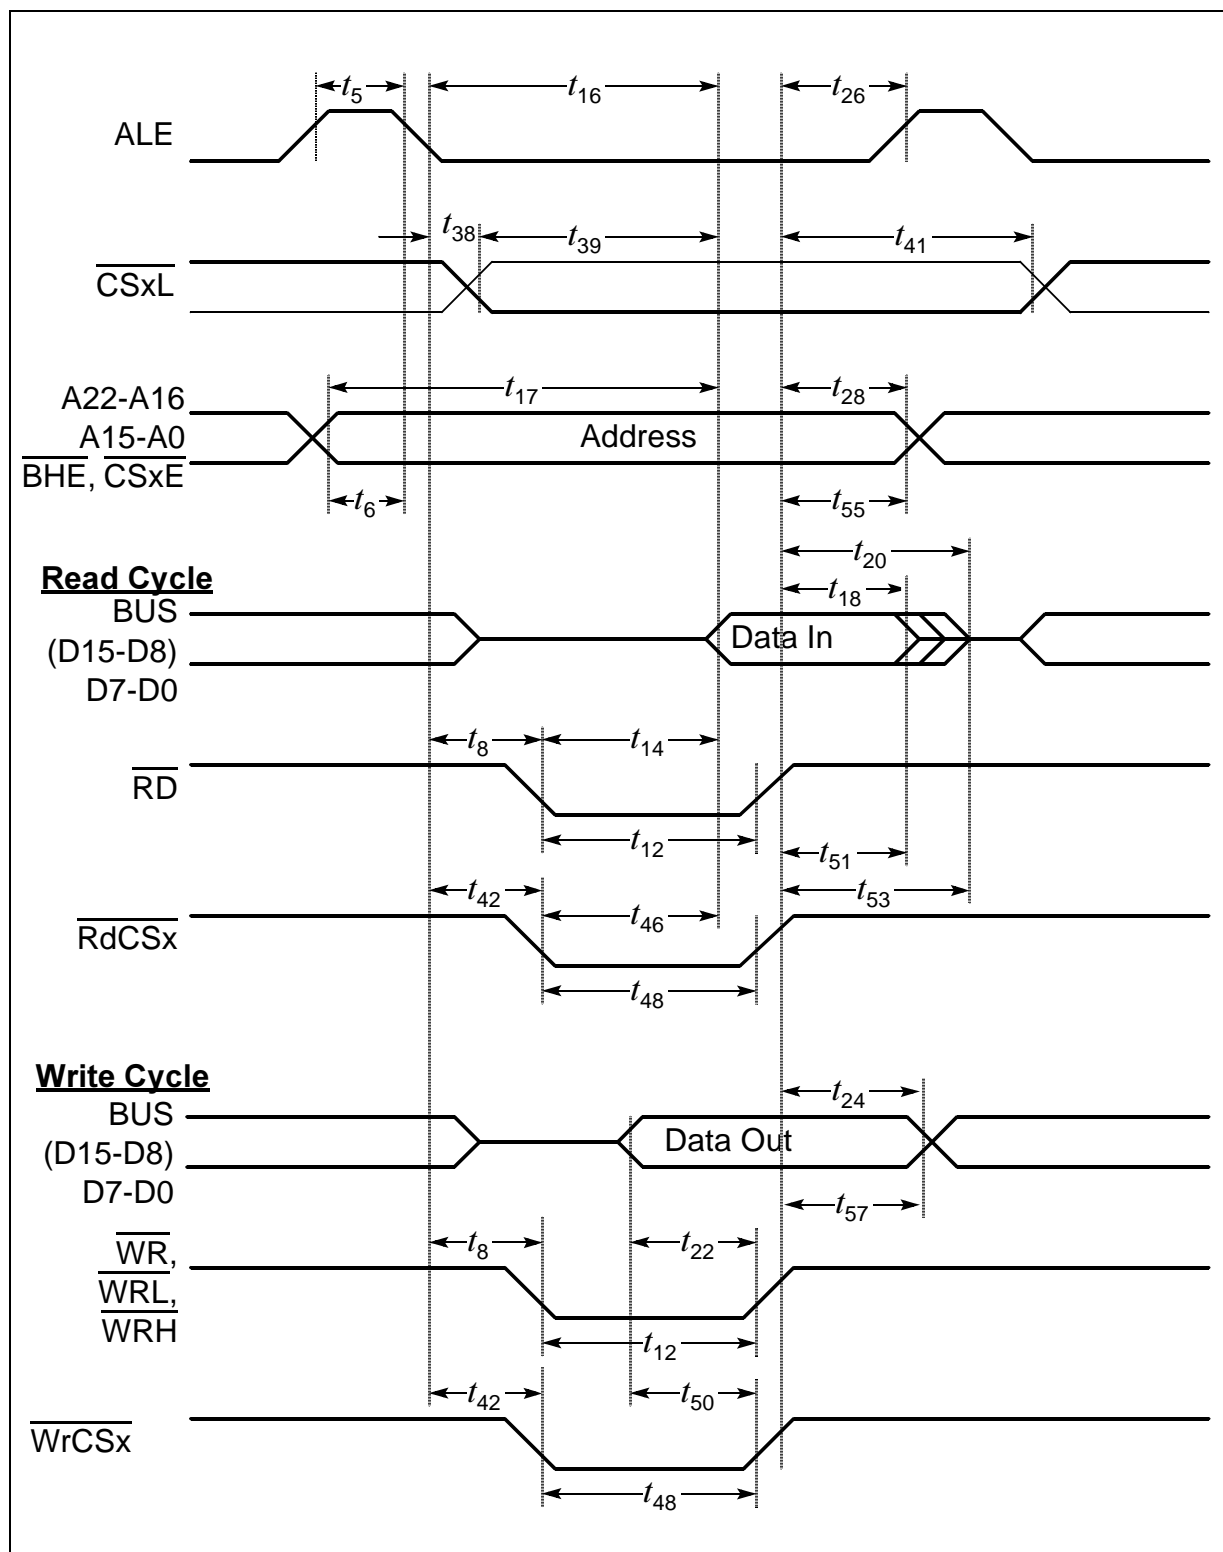 t5 t16 t26
ALE
t38 t39 t41
CSxL
A22-A16 t17 t28
A15-A0 Address
BHE, CSxE
t6 t55
t20
Read Cycle t18
BUS
(D15-D8) Data In
D7-D0
t8 t14
RD
t12 t51
t42 t46 t53
RdCSx
t48
Write Cycle t24
BUS
(D15-D8) Data Out
D7-D0 t57
WR, t8 t22
WRL,
WRH t12
t42 t50
WrCSx
t48